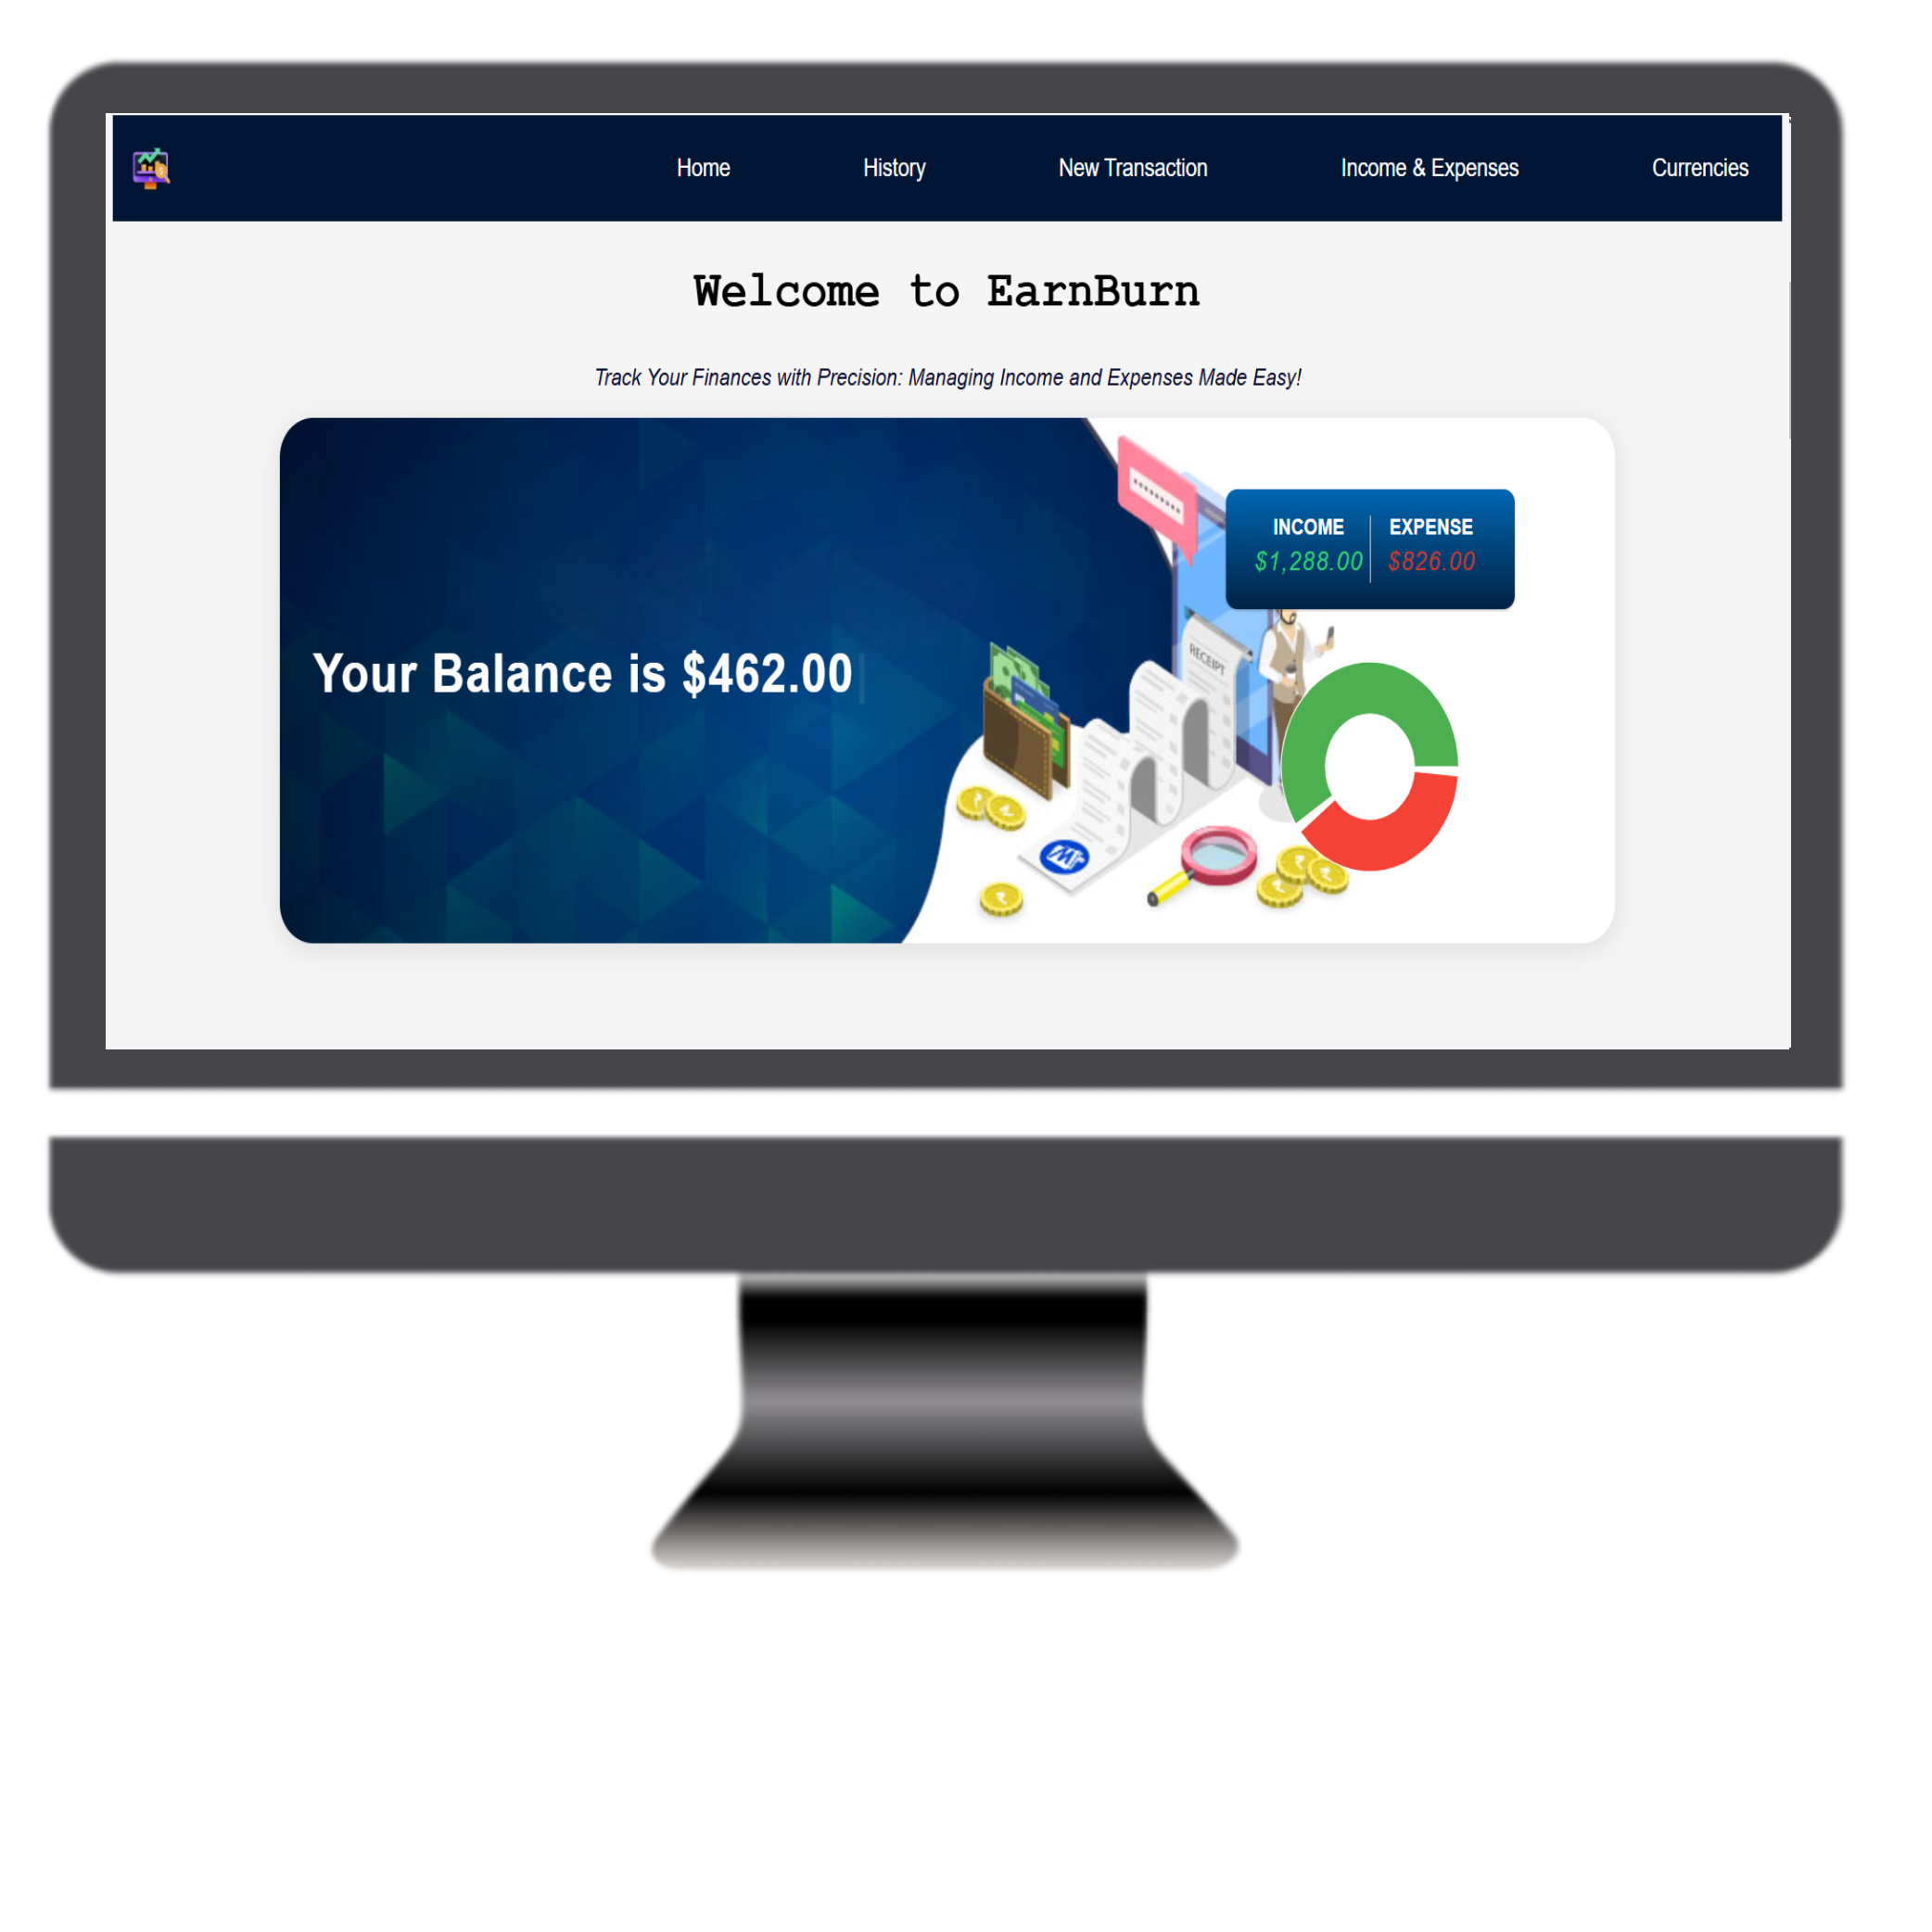 Home History New Transaction Income & Expenses Currencies
Welcome to EarnBurn
Track Your Finances with Precision: Managing Income and Expenses Made Easy!
INCOME EXPENSE
$1,288.00 $826.00
RECEIPT
Your Balance is $462.00